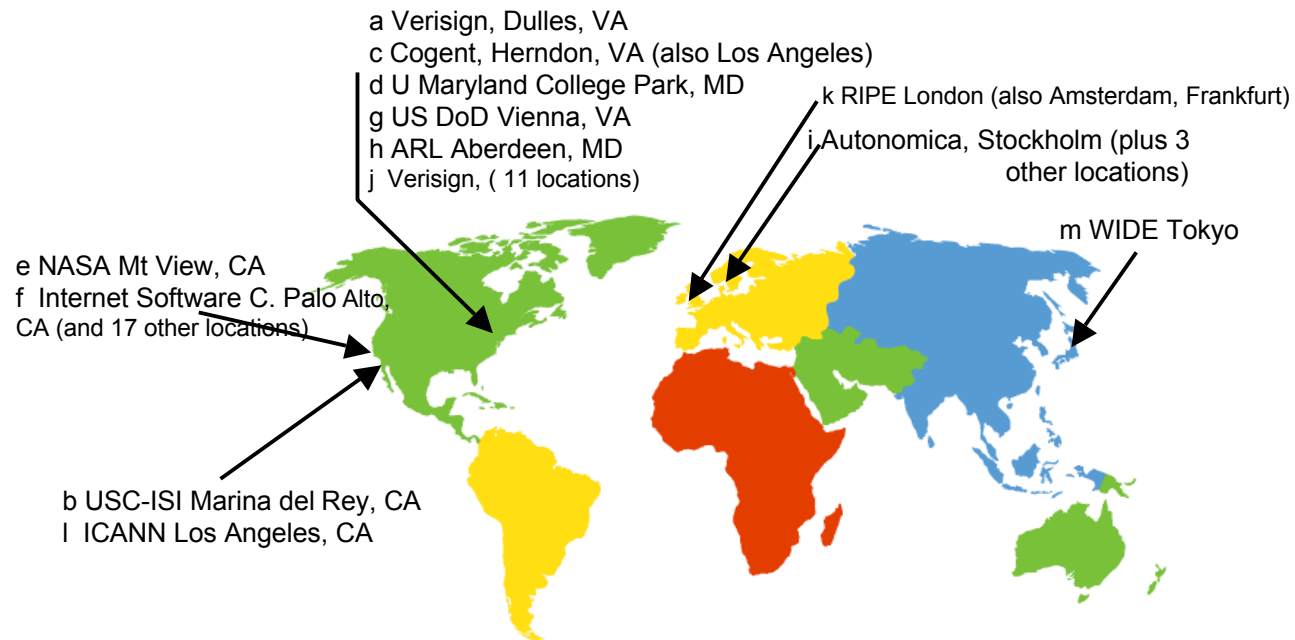 a Verisign, Dulles, VA
c Cogent, Herndon, VA (also Los Angeles)
d U Maryland College Park, MD
g US DoD Vienna, VA
h ARL Aberdeen, MD
j Verisign, ( 11 locations)
k RIPE London (also Amsterdam, Frankfurt)
i Autonomica, Stockholm (plus 3
other locations)
m WIDE Tokyo
e NASA Mt View, CA
f Internet Software C. Palo Alto,
CA (and 17 other locations)
b USC-ISI Marina del Rey, CA
l ICANN Los Angeles, CA